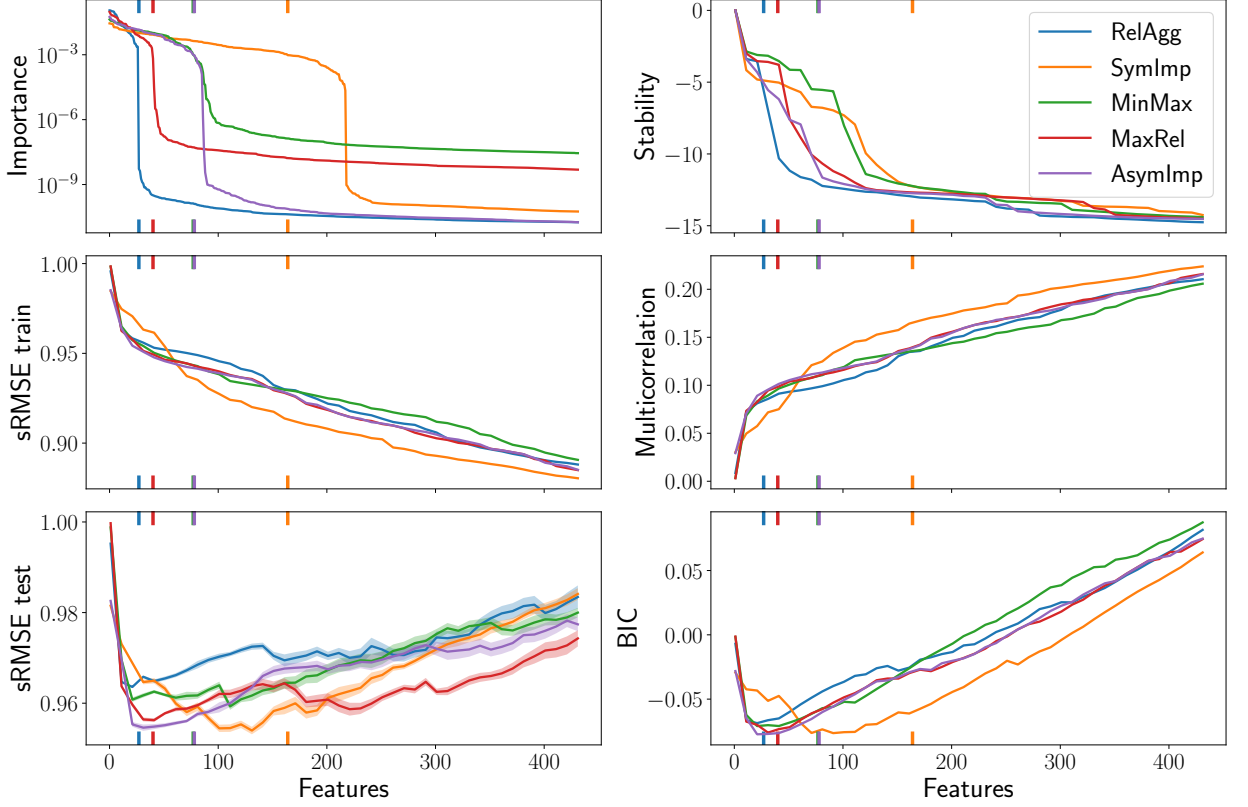 Importance
10^{-3}
10^{-6}
10^{-9}
Stability
0
−5
−10
−15
RelAgg
SymImp
MinMax
MaxRel
AsymImp
sRMSE train
1.00
0.95
0.90
Multicorrelation
0.20
0.15
0.10
0.05
0.00
sRMSE test
1.00
0.98
0.96
0
100
200
300
400
Features
BIC
0.05
0.00
−0.05
0
100
200
300
400
Features